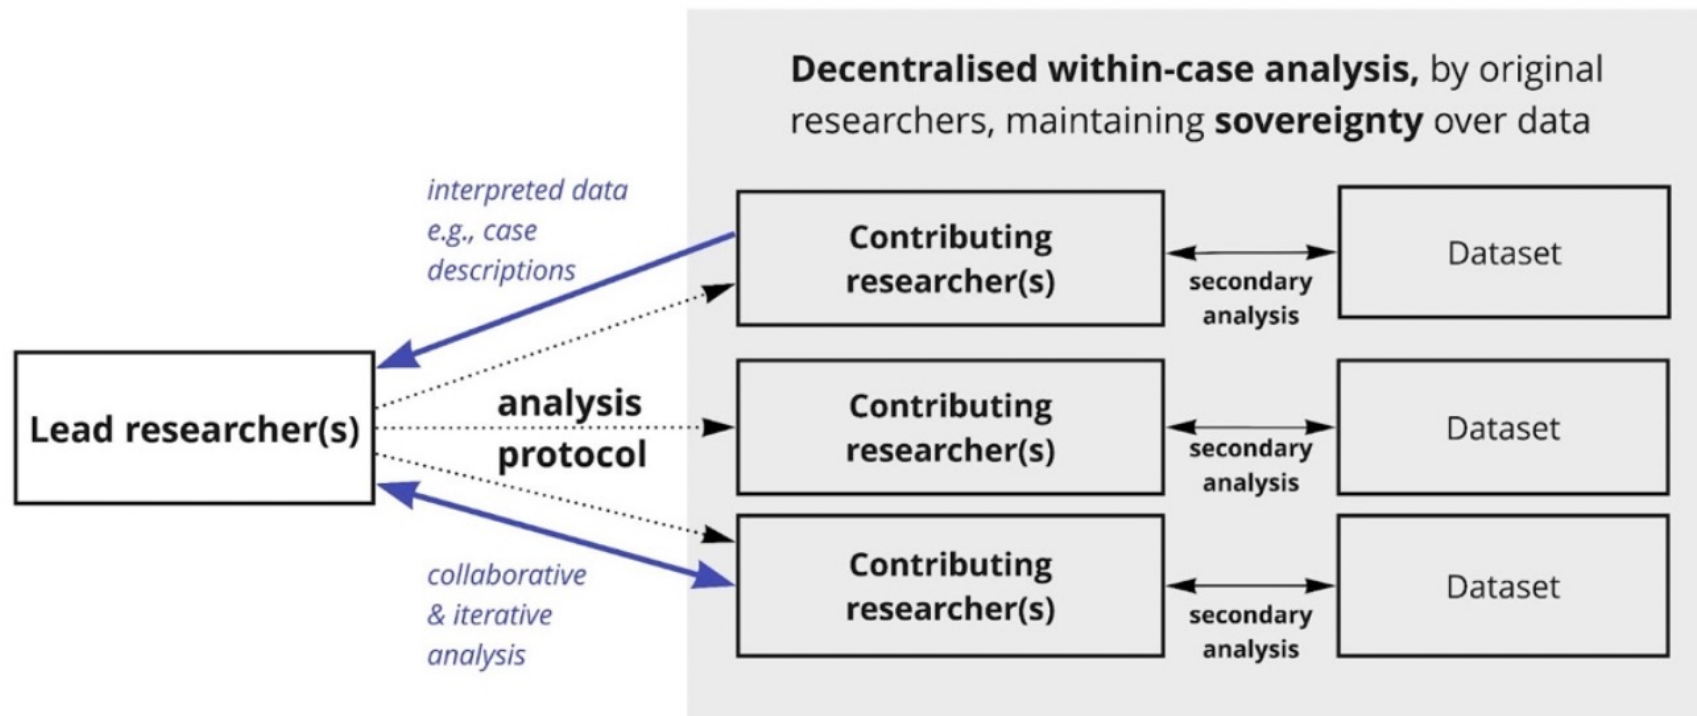 Decentralised within-case analysis, by original
researchers, maintaining sovereignty over data
interpreted data
e.g., case
descriptions
Lead researcher(s)
analysis
protocol
collaborative
& iterative
analysis
Contributing
researcher(s)
secondary
analysis
Dataset
Contributing
researcher(s)
secondary
analysis
Dataset
Contributing
researcher(s)
secondary
analysis
Dataset